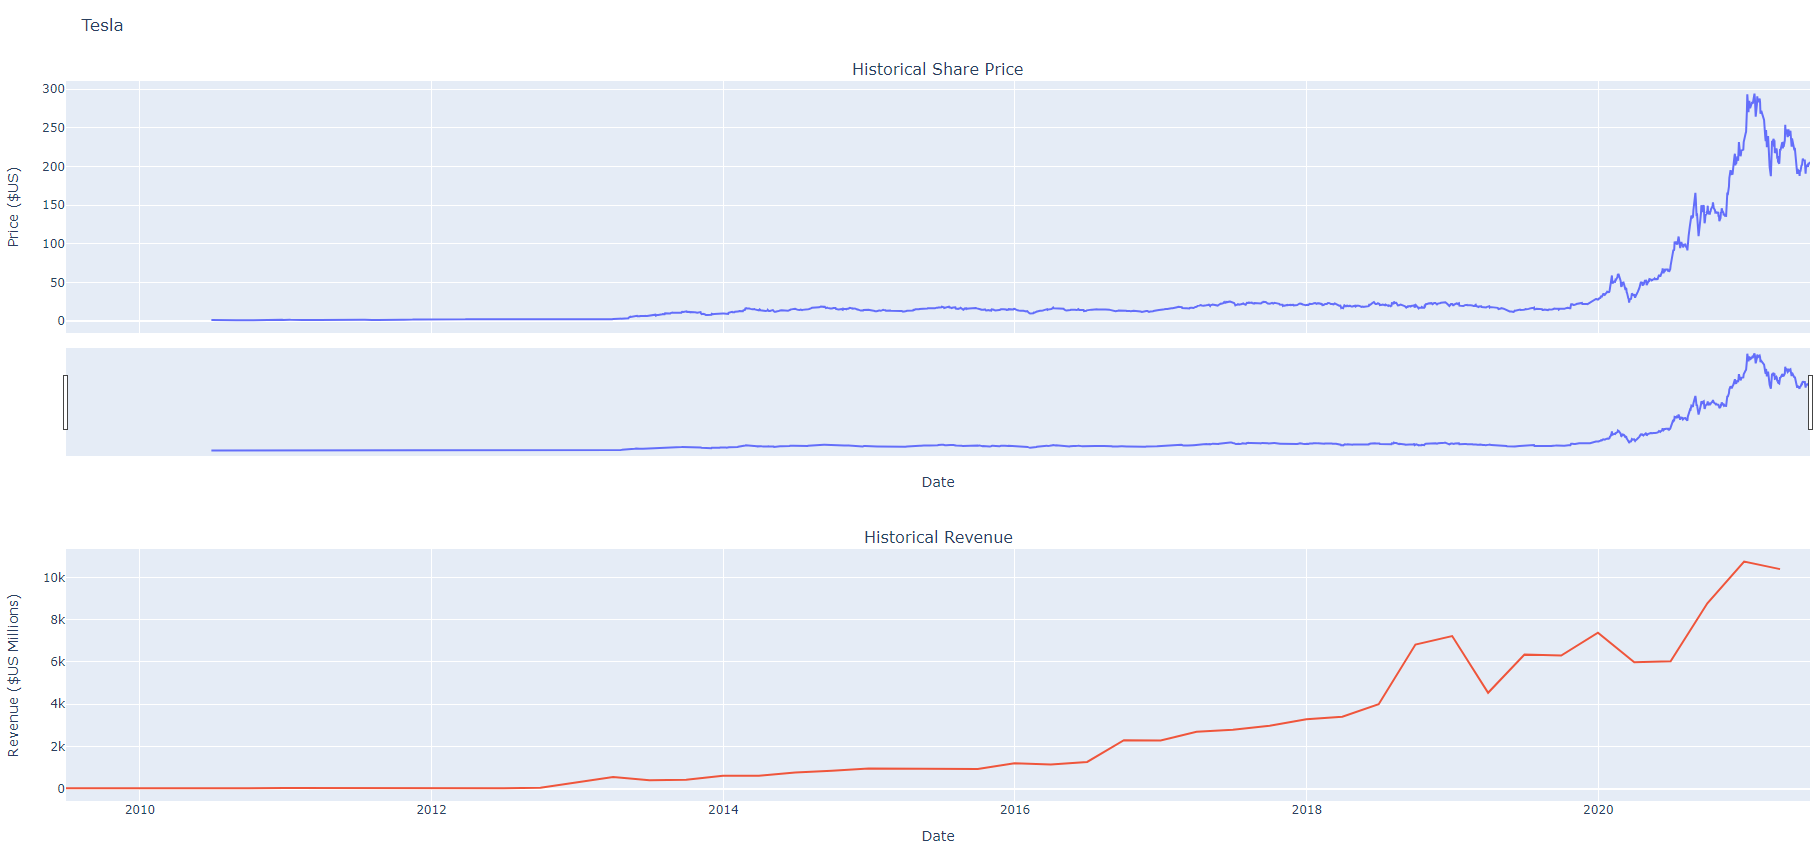 Tesla
Historical Share Price
300
250
200
150
100
50
0
Price ($US)
Date
Historical Revenue
10k
8k
6k
4k
2k
0
Revenue ($US Millions)
2010 2012 2014 2016 2018 2020
Date